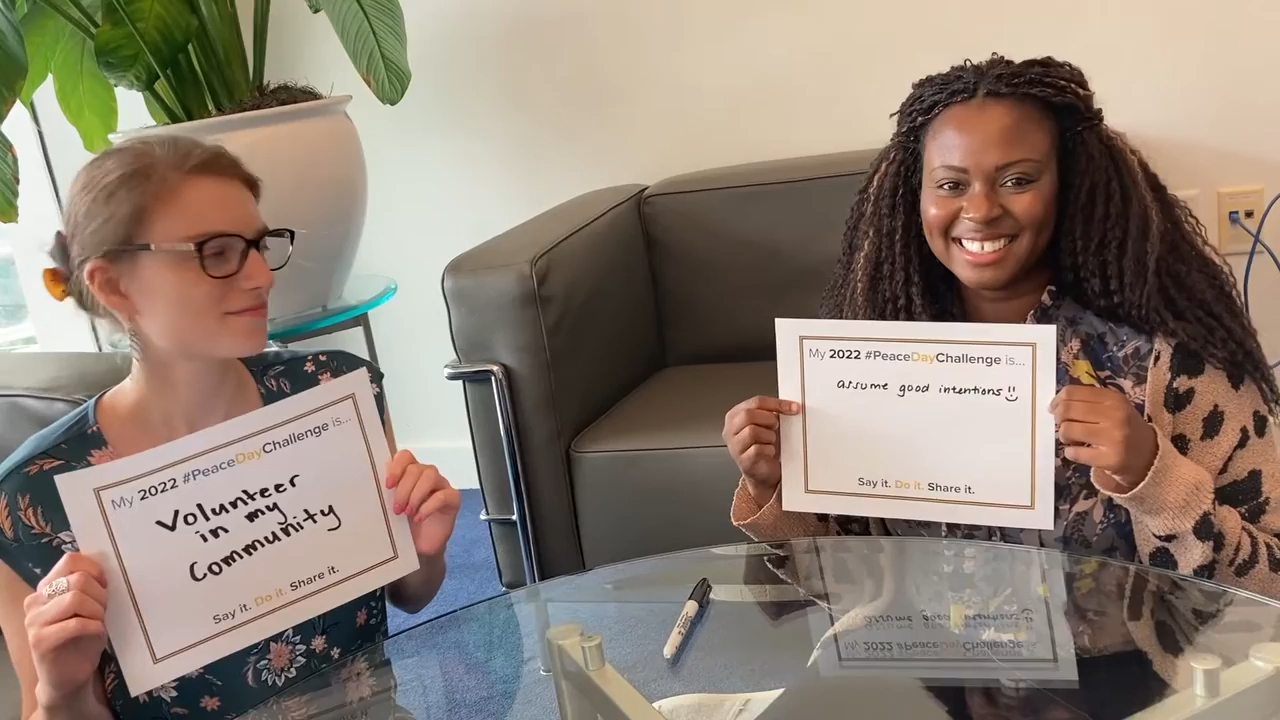 My 2022 #PeaceDayChallenge is...
Volunteer
in my
community
Say it. Do it. Share it.
My 2022 #PeaceDayChallenge is...
assume good intentions!!
Say it. Do it. Share it.